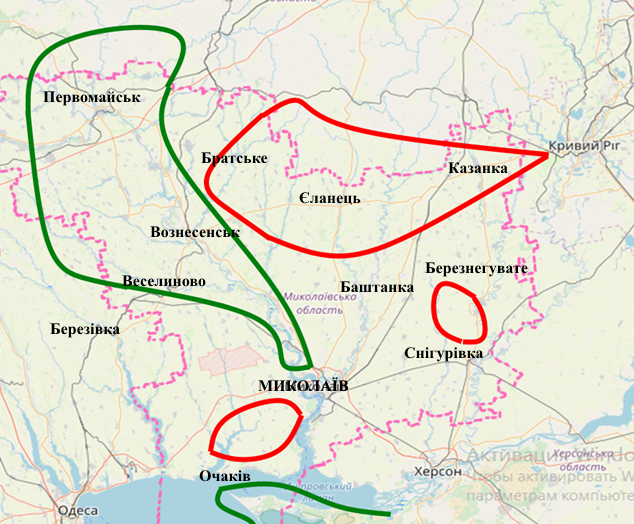 Первомайськ
Кривий Ріг
Братське
Казанка
Єланець
Вознесенськ
Березнегувате
Веселиново
Баштанка
Миколаївська
область
Березівка
Снігурівка
МИКОЛАЇВ
Очаків
Активация
Херсонська
область
Херсон
Чтобы активировать W
параметрам компьюте
Одеса